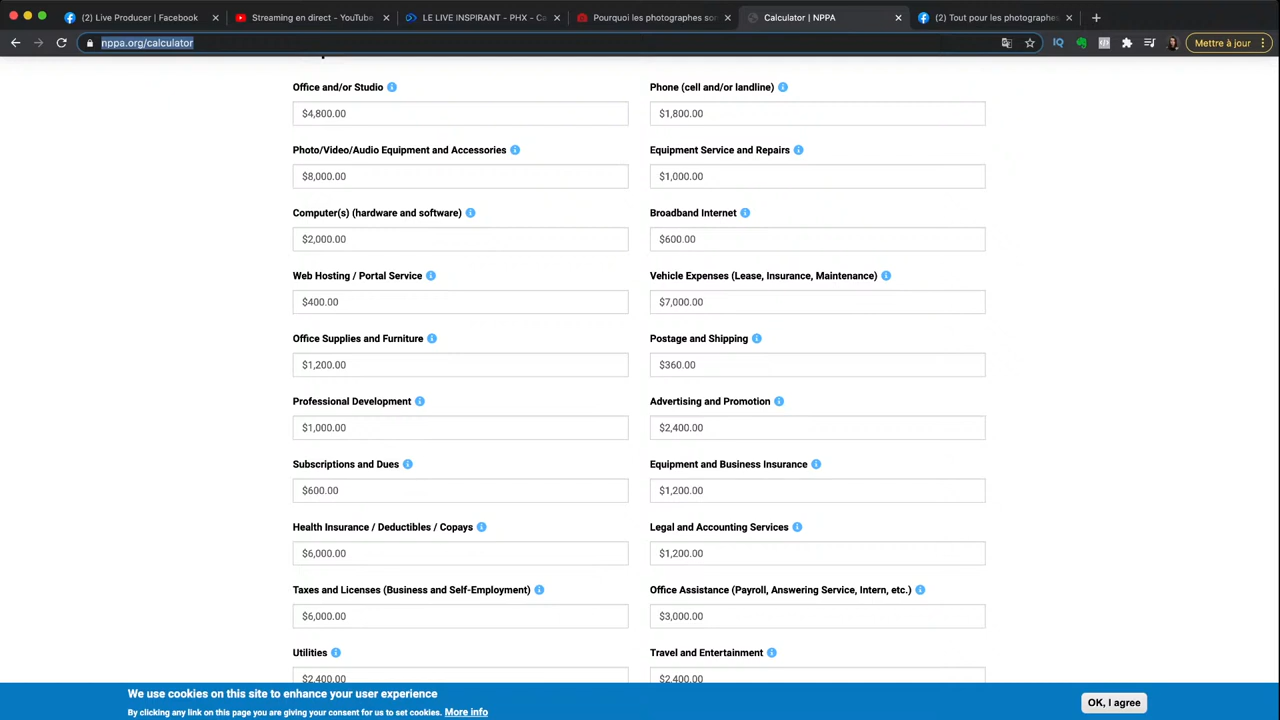 (2) Live Producer | Facebook
Streaming en direct - YouTube
LE LIVE INSPIRANT - PHX - Ca
Pourquoi les photographes so
Calculator | NPPA
(2) Tout pour les photographes
nppa.org/calculator
Mettre à jour
Office and/or Studio
Phone (cell and/or landline)
$4,800.00
$1,800.00
Photo/Video/Audio Equipment and Accessories
Equipment Service and Repairs
$8,000.00
$1,000.00
Computer(s) (hardware and software)
Broadband Internet
$2,000.00
$600.00
Web Hosting / Portal Service
Vehicle Expenses (Lease, Insurance, Maintenance)
$400.00
$7,000.00
Office Supplies and Furniture
Postage and Shipping
$1,200.00
$360.00
Professional Development
Advertising and Promotion
$1,000.00
$2,400.00
Subscriptions and Dues
Equipment and Business Insurance
$600.00
$1,200.00
Health Insurance / Deductibles / Copays
Legal and Accounting Services
$6,000.00
$1,200.00
Taxes and Licenses (Business and Self-Employment)
Office Assistance (Payroll, Answering Service, Intern, etc.)
$6,000.00
$3,000.00
Utilities
Travel and Entertainment
$2,400.00
$2,400.00
We use cookies on this site to enhance your user experience
By clicking any link on this page you are giving your consent for us to set cookies. More info
OK, I agree